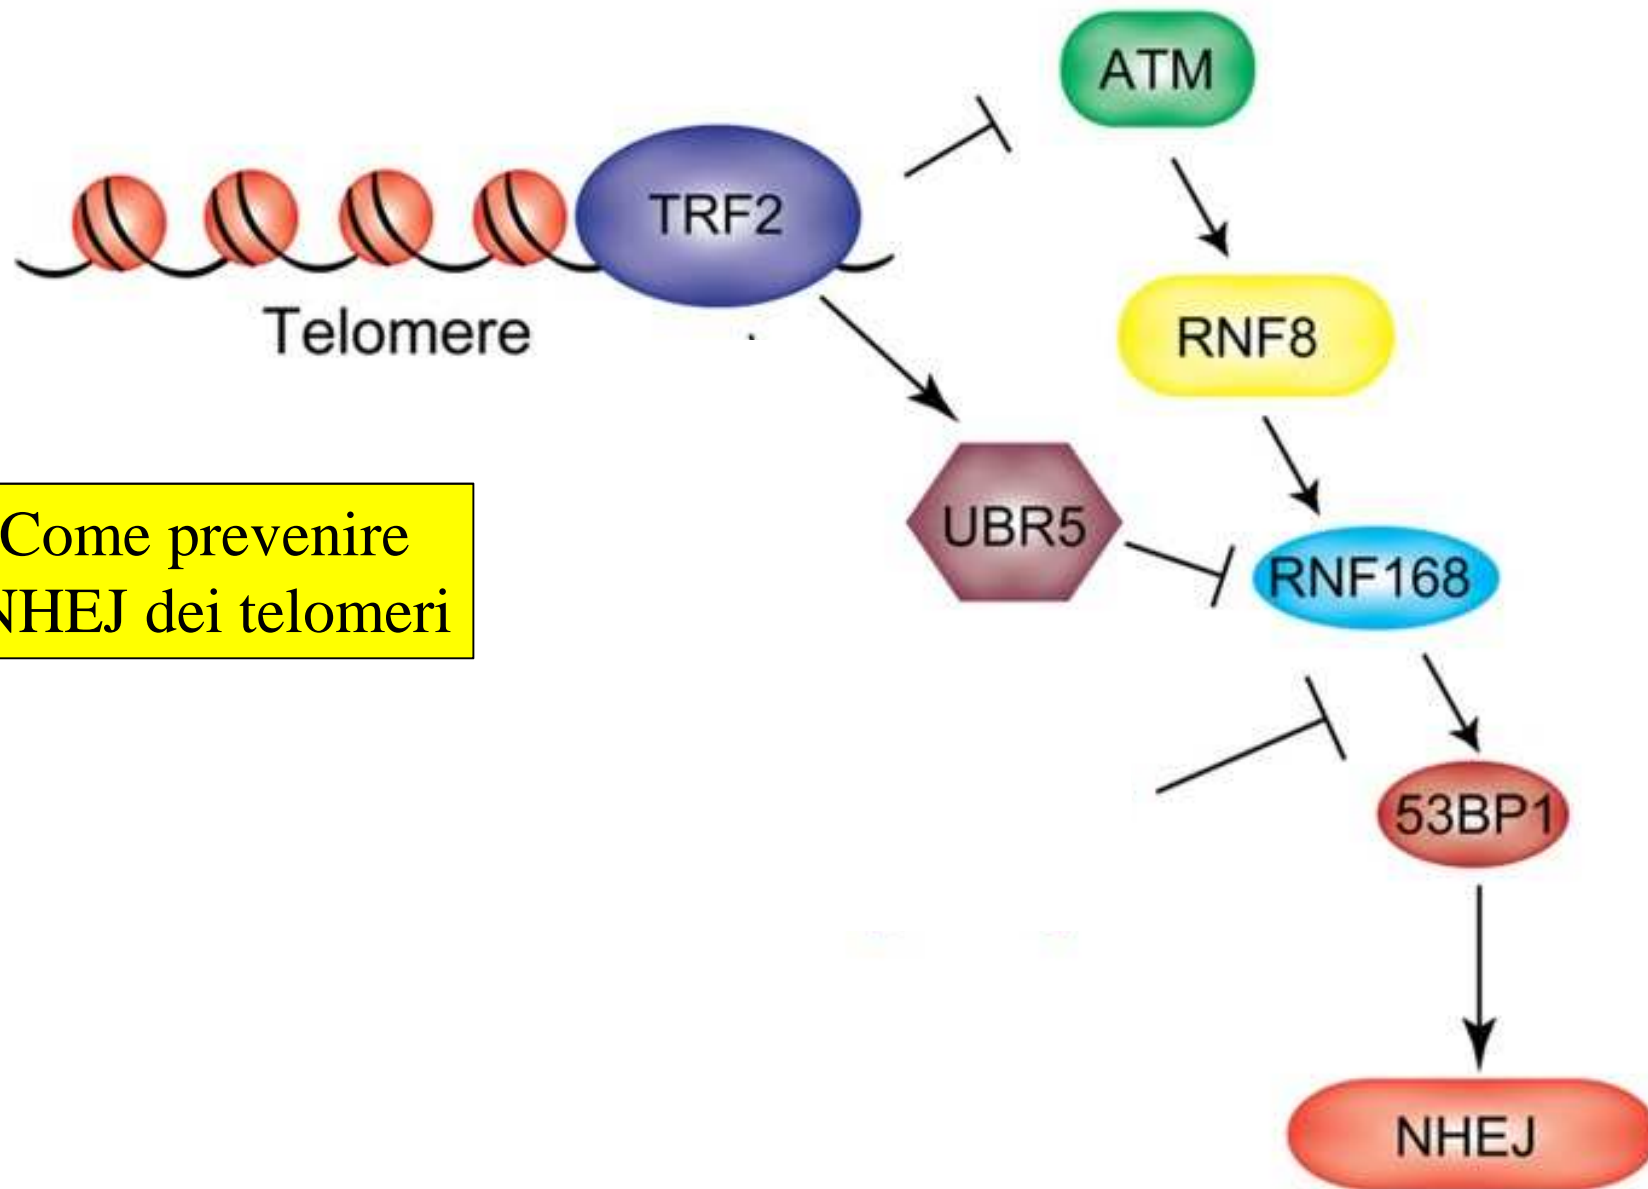 ATM
TRF2
Telomere
RNF8
UBR5
Come prevenire
NHEJ dei telomeri
RNF168
53BP1
NHEJ